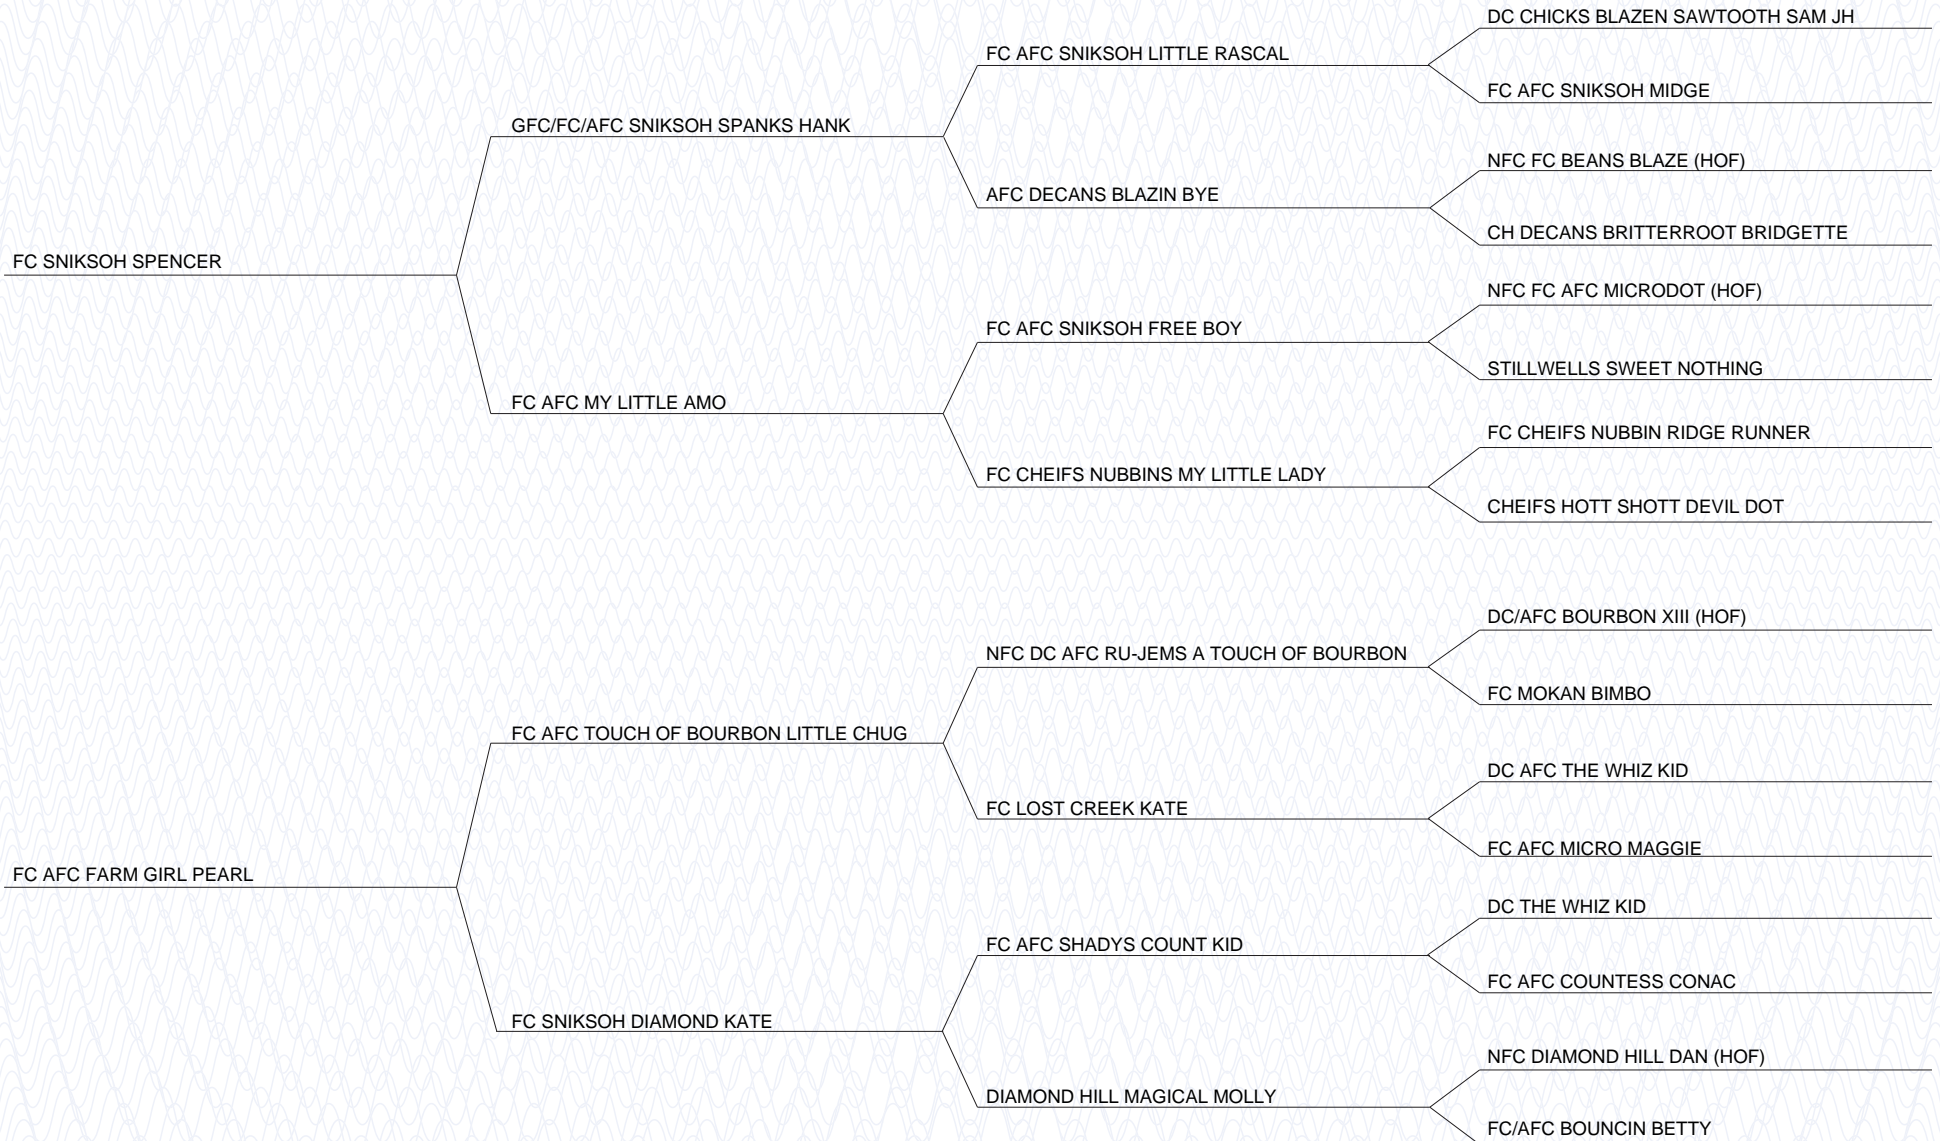 DC CHICKS BLAZEN SAWTOOTH SAM JH
FC AFC SNIKSOH LITTLE RASCAL
FC AFC SNIKSOH MIDGE
GFC/FC/AFC SNIKSOH SPANKS HANK
NFC FC BEANS BLAZE (HOF)
AFC DECANS BLAZIN BYE
CH DECANS BRITTERROOT BRIDGETTE
FC SNIKSOH SPENCER
NFC FC AFC MICRODOT (HOF)
FC AFC SNIKSOH FREE BOY
STILLWELLS SWEET NOTHING
FC AFC MY LITTLE AMO
FC CHEIFS NUBBIN RIDGE RUNNER
FC CHEIFS NUBBINS MY LITTLE LADY
CHEIFS HOTT SHOTT DEVIL DOT
DC/AFC BOURBON XIII (HOF)
NFC DC AFC RU-JEMS A TOUCH OF BOURBON
FC MOKAN BIMBO
FC AFC TOUCH OF BOURBON LITTLE CHUG
DC AFC THE WHIZ KID
FC LOST CREEK KATE
FC AFC MICRO MAGGIE
FC AFC FARM GIRL PEARL
DC THE WHIZ KID
FC AFC SHADYS COUNT KID
FC AFC COUNTESS CONAC
FC SNIKSOH DIAMOND KATE
NFC DIAMOND HILL DAN (HOF)
DIAMOND HILL MAGICAL MOLLY
FC/AFC BOUNCIN BETTY